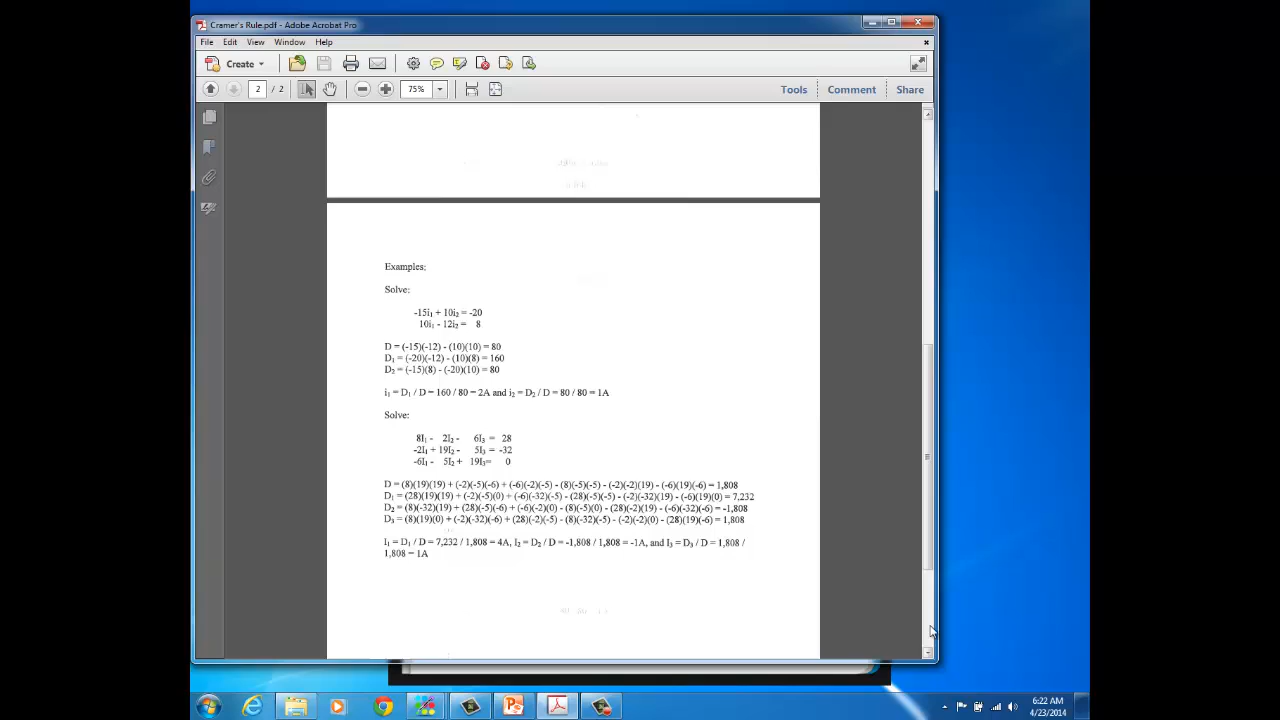 Cramer's Rule.pdf - Adobe Acrobat Pro
File Edit View Window Help
Create
2 / 2 75% Tools Comment Share
Examples:
Solve:
-15i₁ + 10i₂ = -20
10i₁ - 12i₂ = 8
D = (-15)(-12) - (10)(10) = 80
D₁ = (-20)(-12) - (10)(8) = 160
D₂ = (-15)(8) - (-20)(10) = 80
i₁ = D₁ / D = 160 / 80 = 2A and i₂ = D₂ / D = 80 / 80 = 1A
Solve:
8I₁ - 2I₂ - 6I₃ = 28
-2I₁ + 19I₂ - 5I₃ = -32
-6I₁ - 5I₂ + 19I₃= 0
D = (8)(19)(19) + (-2)(-5)(-6) + (-6)(-2)(-5) - (8)(-5)(-5) - (-2)(-2)(19) - (-6)(19)(-6) = 1,808
D₁ = (28)(19)(19) + (-2)(-5)(0) + (-6)(-32)(-5) - (28)(-5)(-5) - (-2)(-32)(19) - (-6)(19)(0) = 7,232
D₂ = (8)(-32)(19) + (28)(-5)(-6) + (-6)(-2)(0) - (8)(-5)(0) - (28)(-2)(19) - (-6)(-32)(-6) = -1,808
D₃ = (8)(19)(0) + (-2)(-32)(-6) + (28)(-2)(-5) - (8)(-32)(-5) - (-2)(-2)(0) - (28)(19)(-6) = 1,808
I₁ = D₁ / D = 7,232 / 1,808 = 4A, I₂ = D₂ / D = -1,808 / 1,808 = -1A, and I₃ = D₃ / D = 1,808 /
1,808 = 1A
6:22 AM
4/23/2014